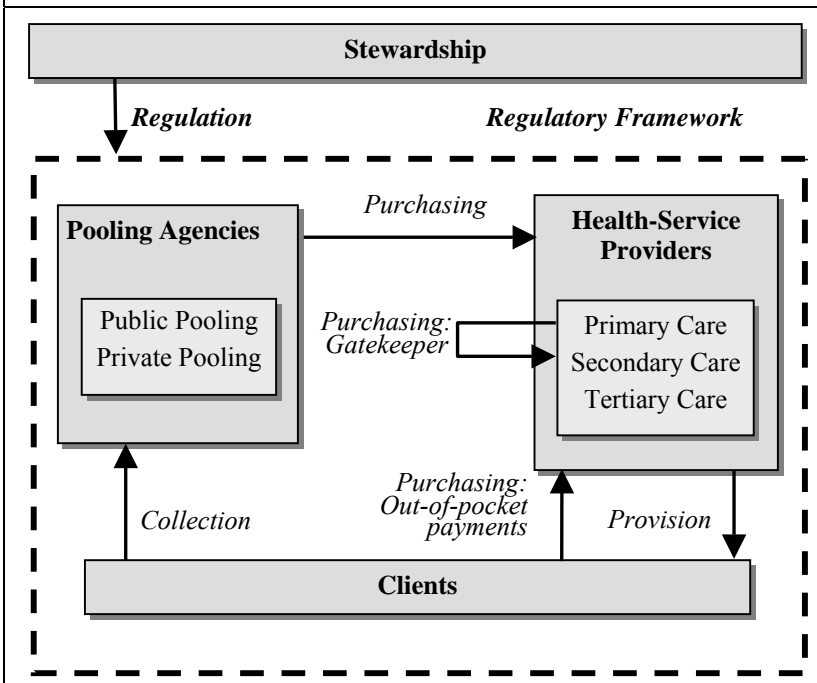 Stewardship
Regulation
Regulatory Framework
Pooling Agencies
Public Pooling
Private Pooling
Purchasing
Health-Service
Providers
Purchasing:
Gatekeeper
Primary Care
Secondary Care
Tertiary Care
Collection
Purchasing:
Out-of-pocket
payments
Provision
Clients